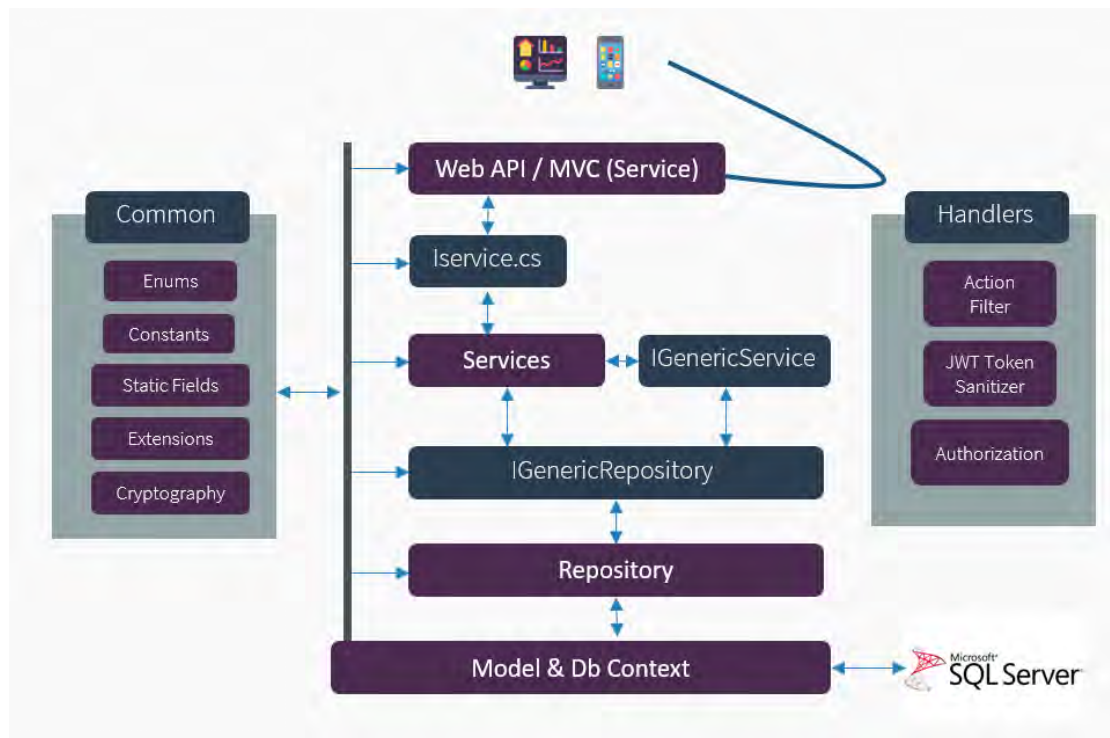 Web API / MVC (Service)
Common
Handlers
Iservice.cs
Enums
Action
Filter
Constants
Services
IGenericService
JWT Token
Sanitizer
Static Fields
Extensions
Authorization
IGenericRepository
Cryptography
Repository
Model & Db Context
Microsoft®
SQL Server